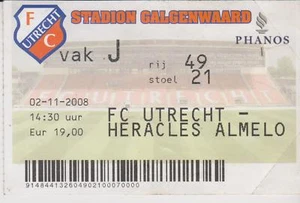 STADION GALGENWAARD
FC
UTRECHT
PHANOS
vak J
rij 49
stoel 21
02-11-2008
14:30 uur
Eur 19,00
FC UTRECHT -
HERACLES ALMELO
914844132604902100070000